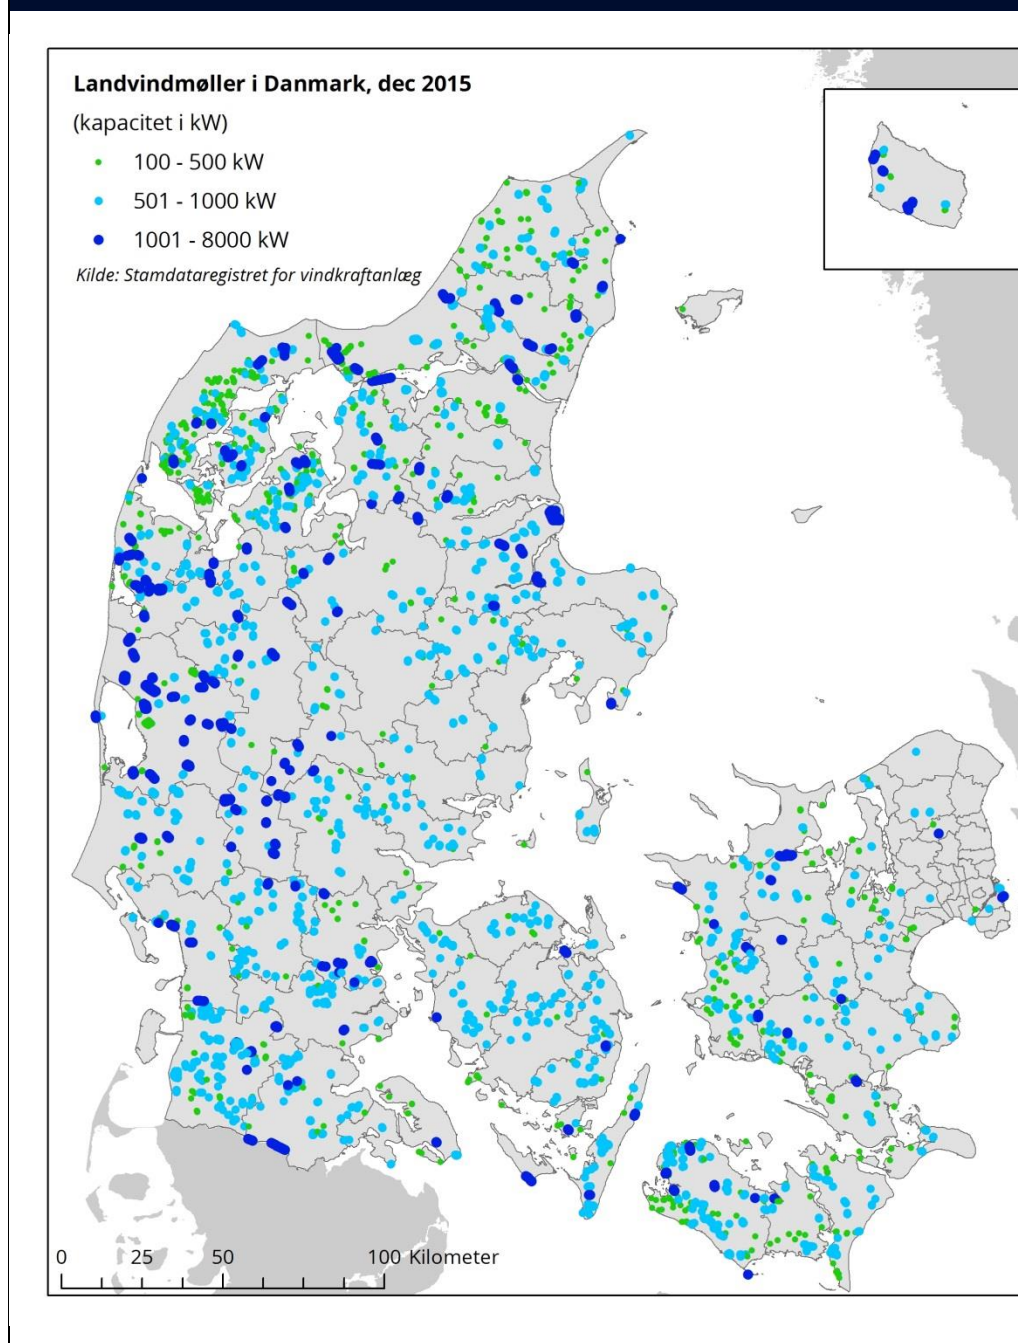 Landvindmøller i Danmark, dec 2015
(kapacitet i kW)
100 - 500 kW
501 - 1000 kW
1001 - 8000 kW
Kilde: Stamdataregistret for vindkraftanlæg
0 25 50 100 Kilometer